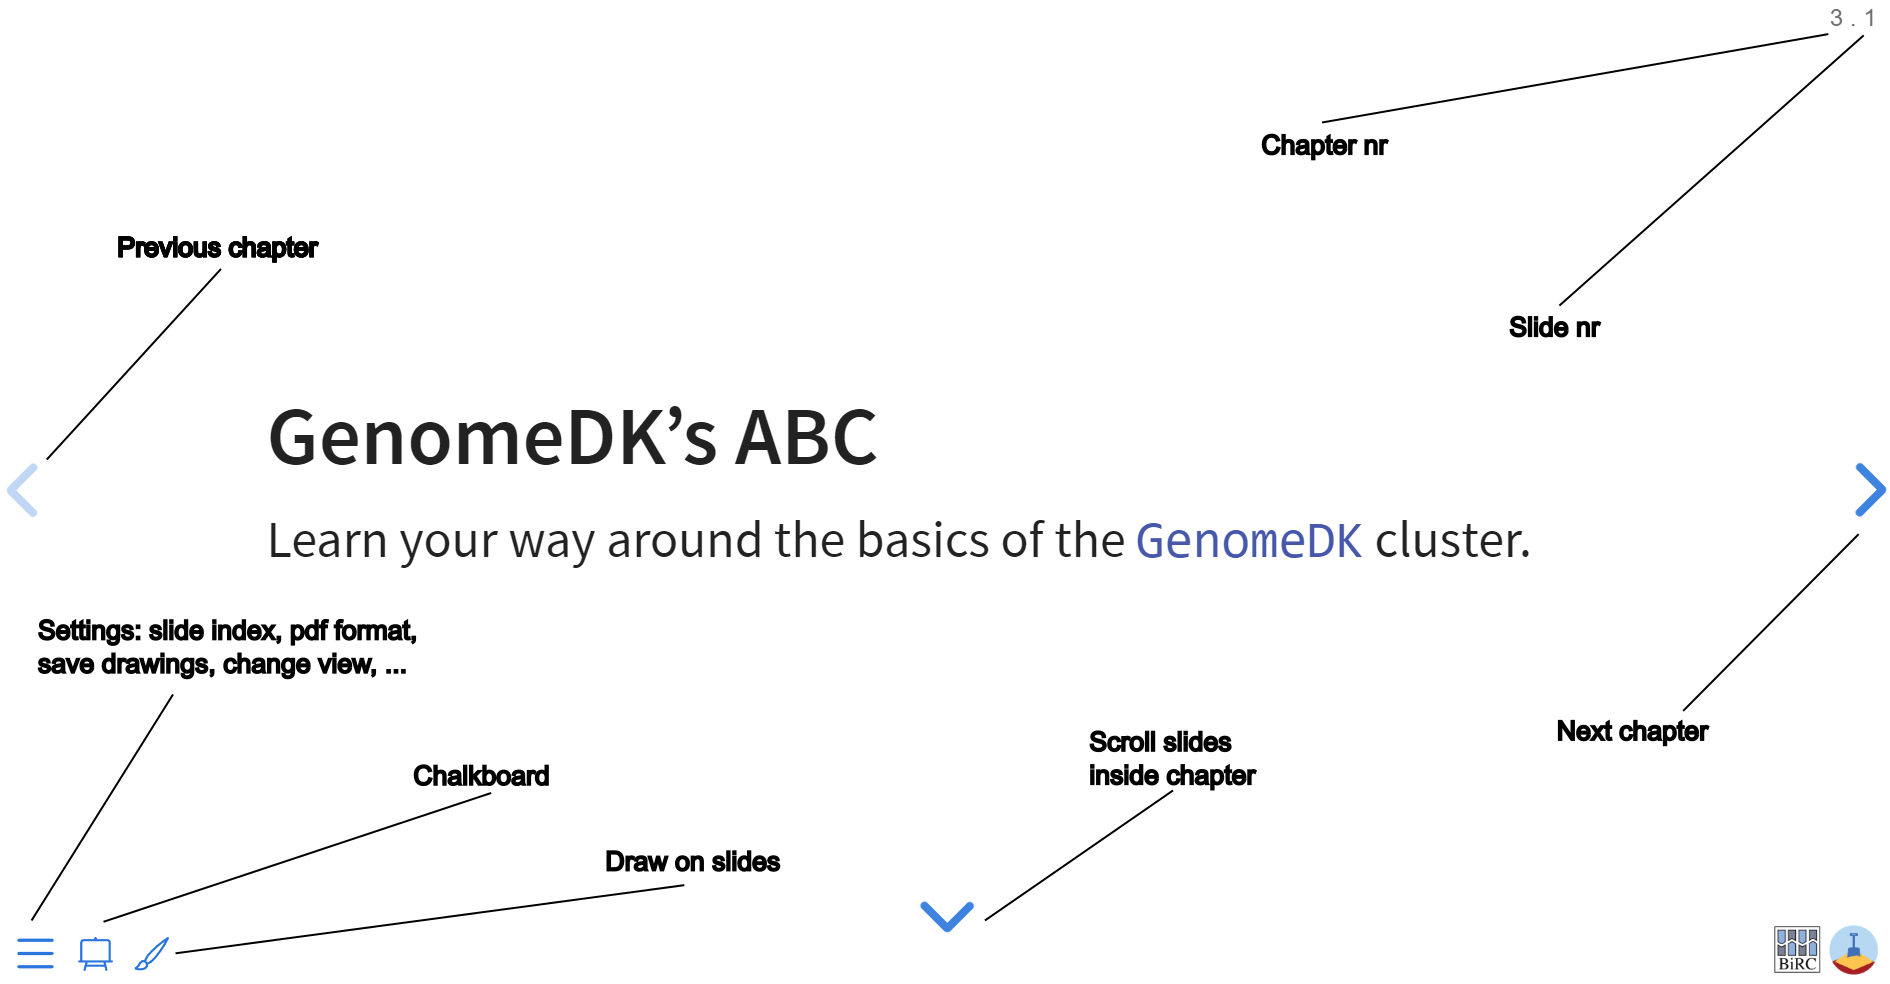 3 . 1
Chapter nr
Previous chapter
Slide nr
GenomeDK’s ABC
Learn your way around the basics of the GenomeDK cluster.
Settings: slide index, pdf format,
save drawings, change view, ...
Next chapter
Scroll slides
inside chapter
Chalkboard
Draw on slides
BiRC